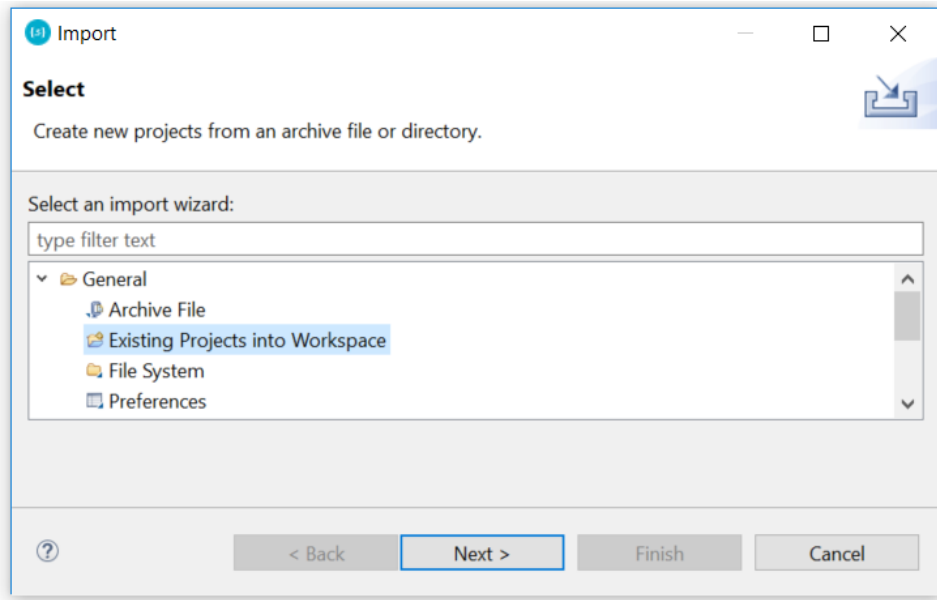 Import
Select
Create new projects from an archive file or directory.
Select an import wizard:
type filter text
General
Archive File
Existing Projects into Workspace
File System
Preferences
?
< Back
Next >
Finish
Cancel